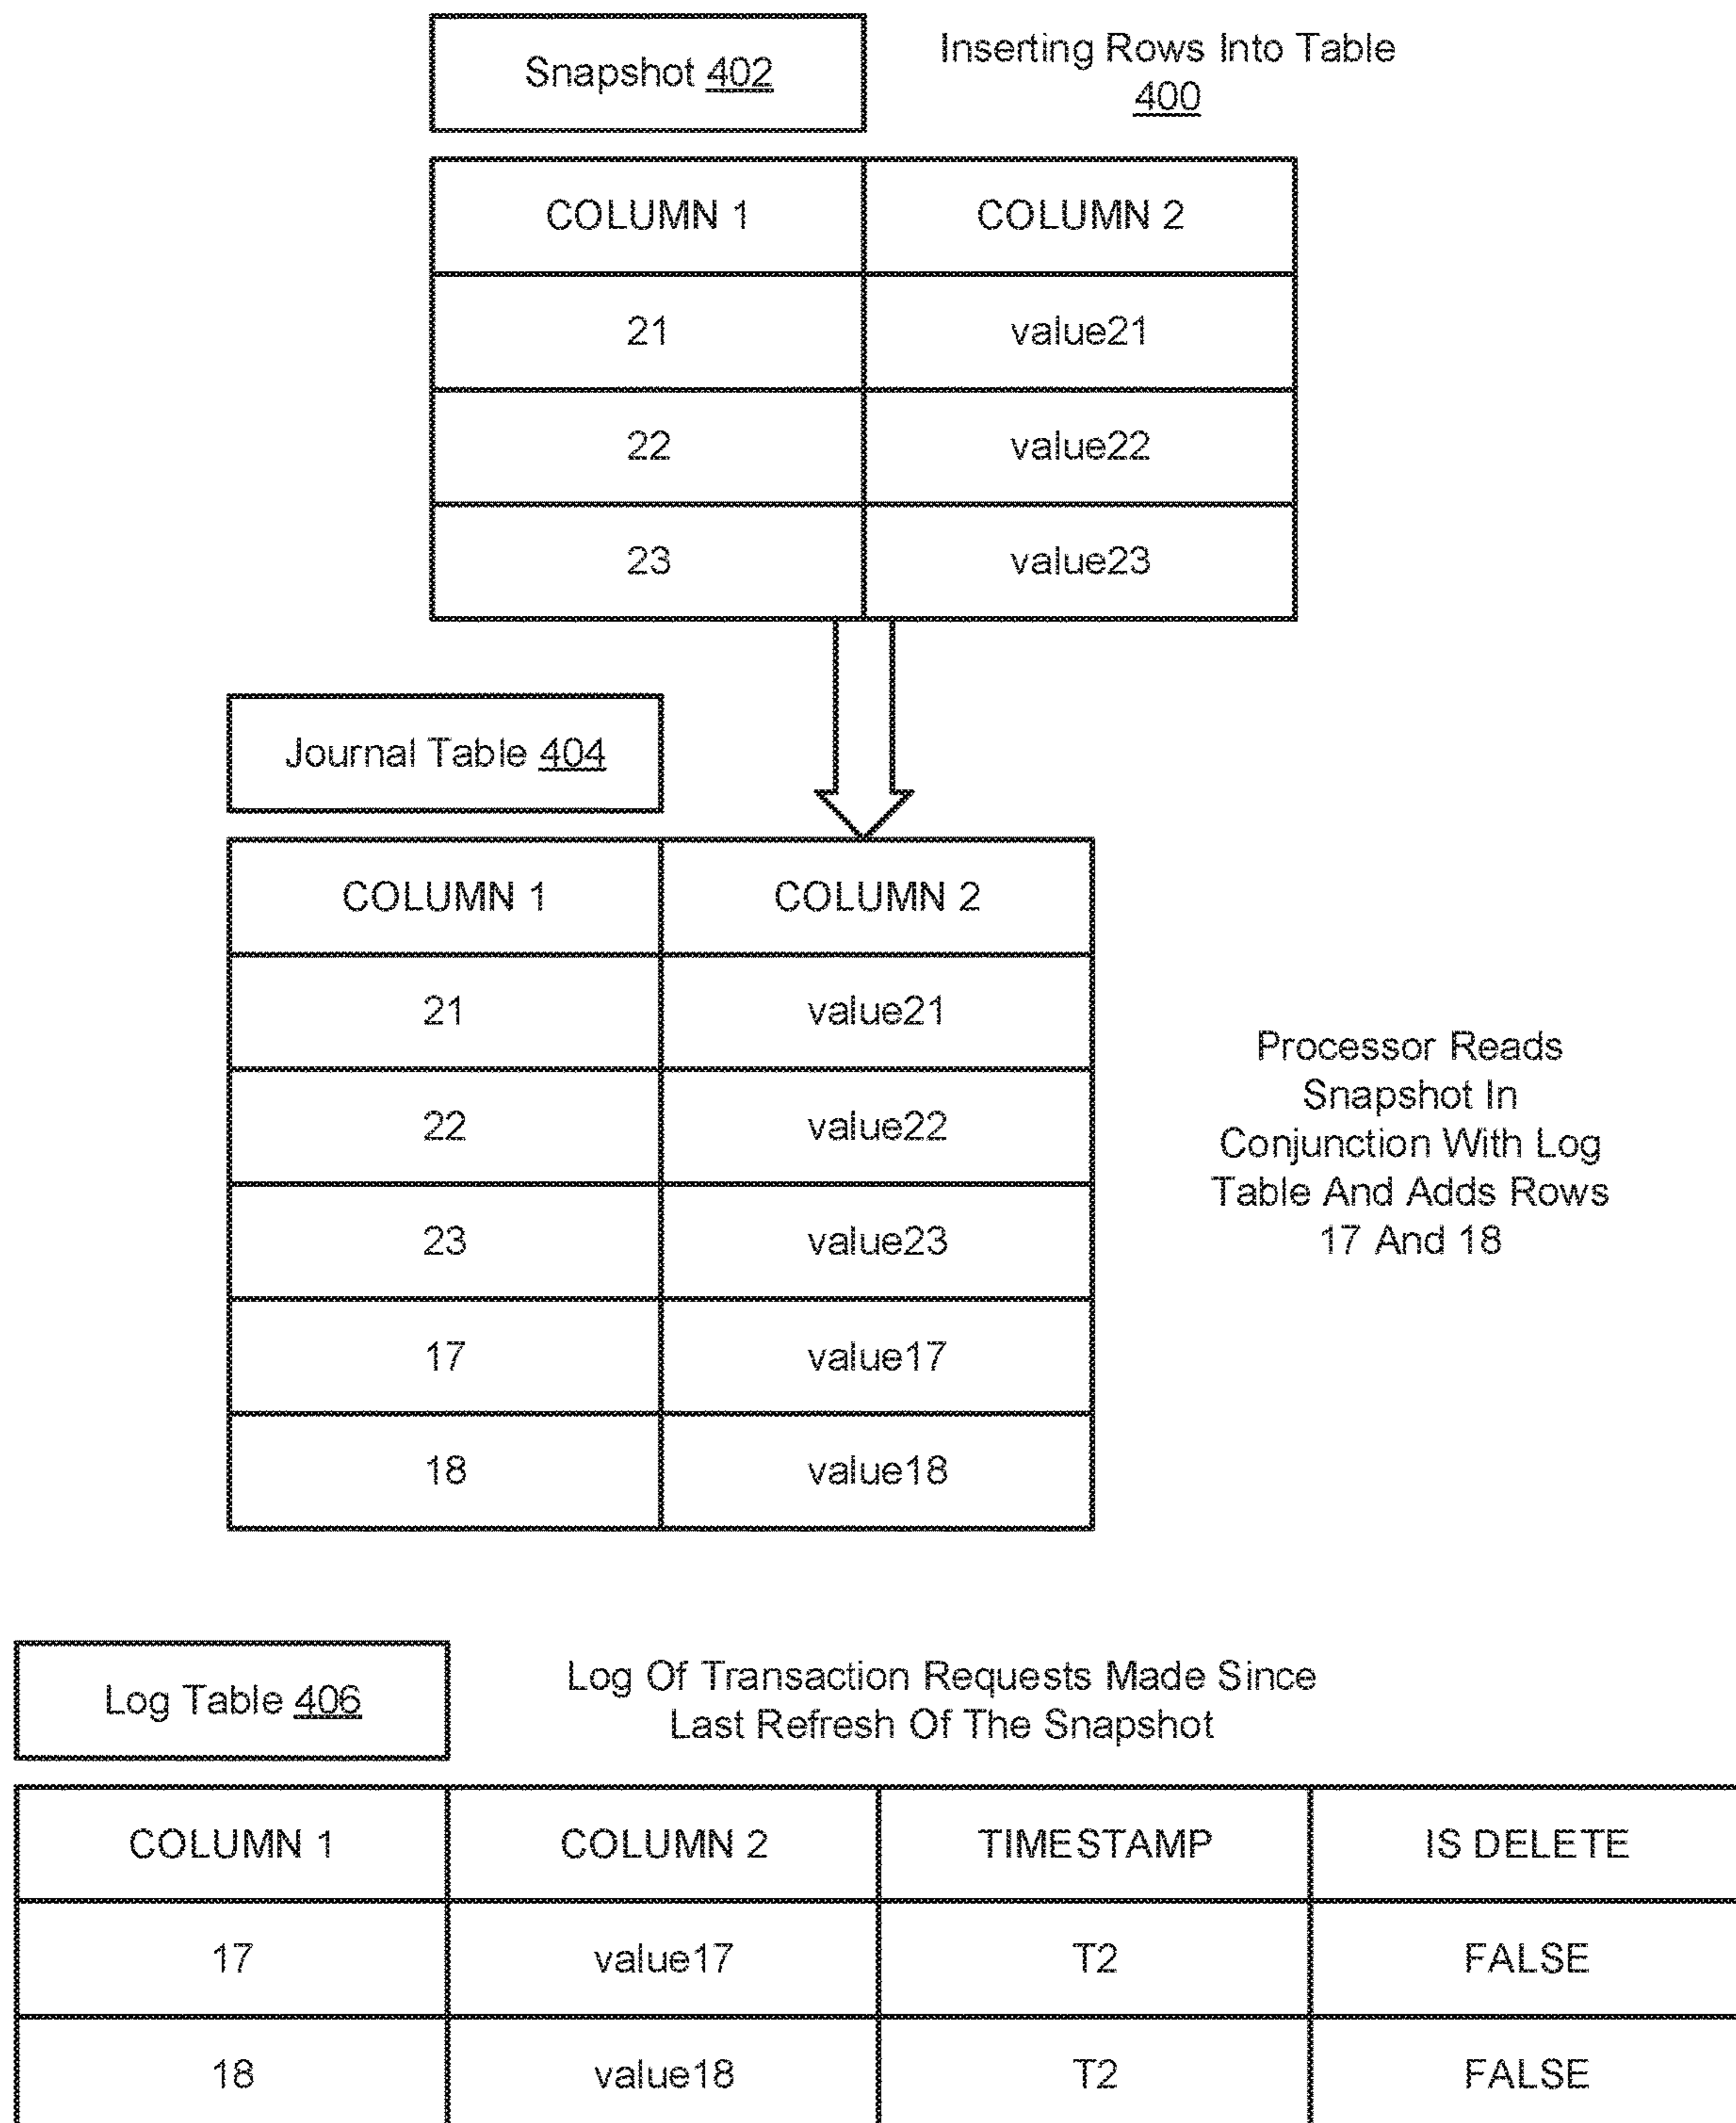 Snapshot 402
Inserting Rows Into Table
400
COLUMN 1 COLUMN 2
21 value21
22 value22
23 value23
Journal Table 404
COLUMN 1 COLUMN 2
21 value21
22 value22
23 value23
17 value17
18 value18
Processor Reads
Snapshot In
Conjunction With Log
Table And Adds Rows
17 And 18
Log Table 406
Log Of Transaction Requests Made Since
Last Refresh Of The Snapshot
COLUMN 1 COLUMN 2 TIMESTAMP IS DELETE
17 value17 T2 FALSE
18 value18 T2 FALSE